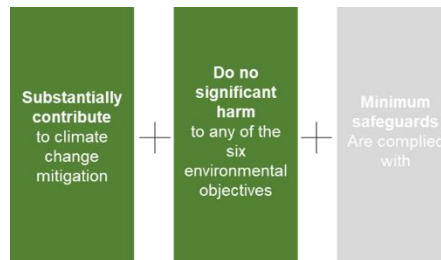 Substantially
contribute
to climate
change
mitigation
Do no
significant
harm
to any of the
six
environmental
objectives
Minimum
safeguards
Are complied
with